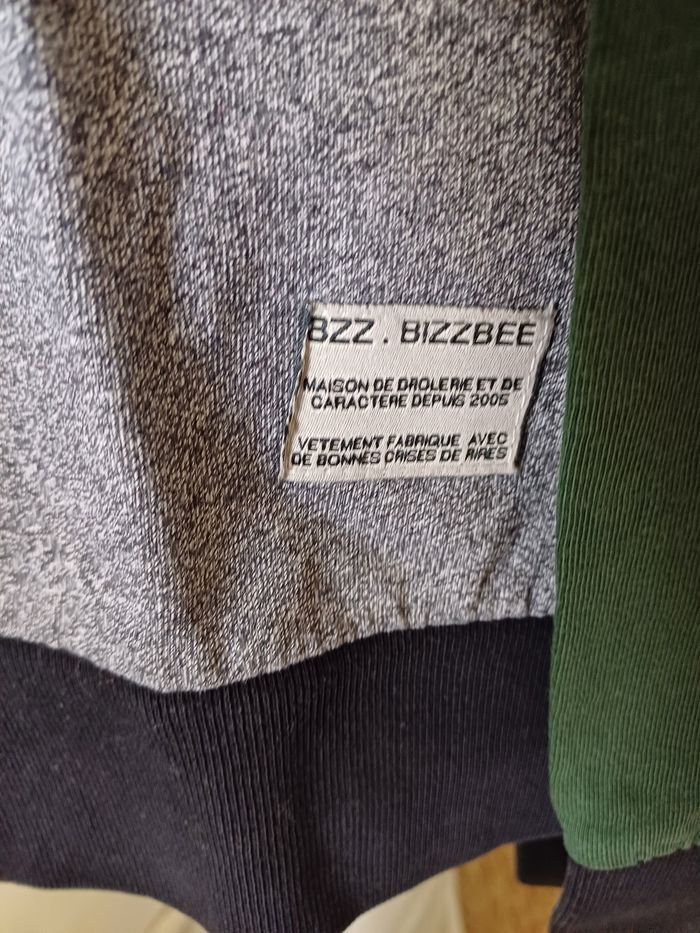 BZZ . BIZZBEE
MAISON DE DROLERIE ET DE
CARACTERE DEPUIS 2005
VETEMENT FABRIQUE AVEC
DE BONNES CRISES DE RIRES